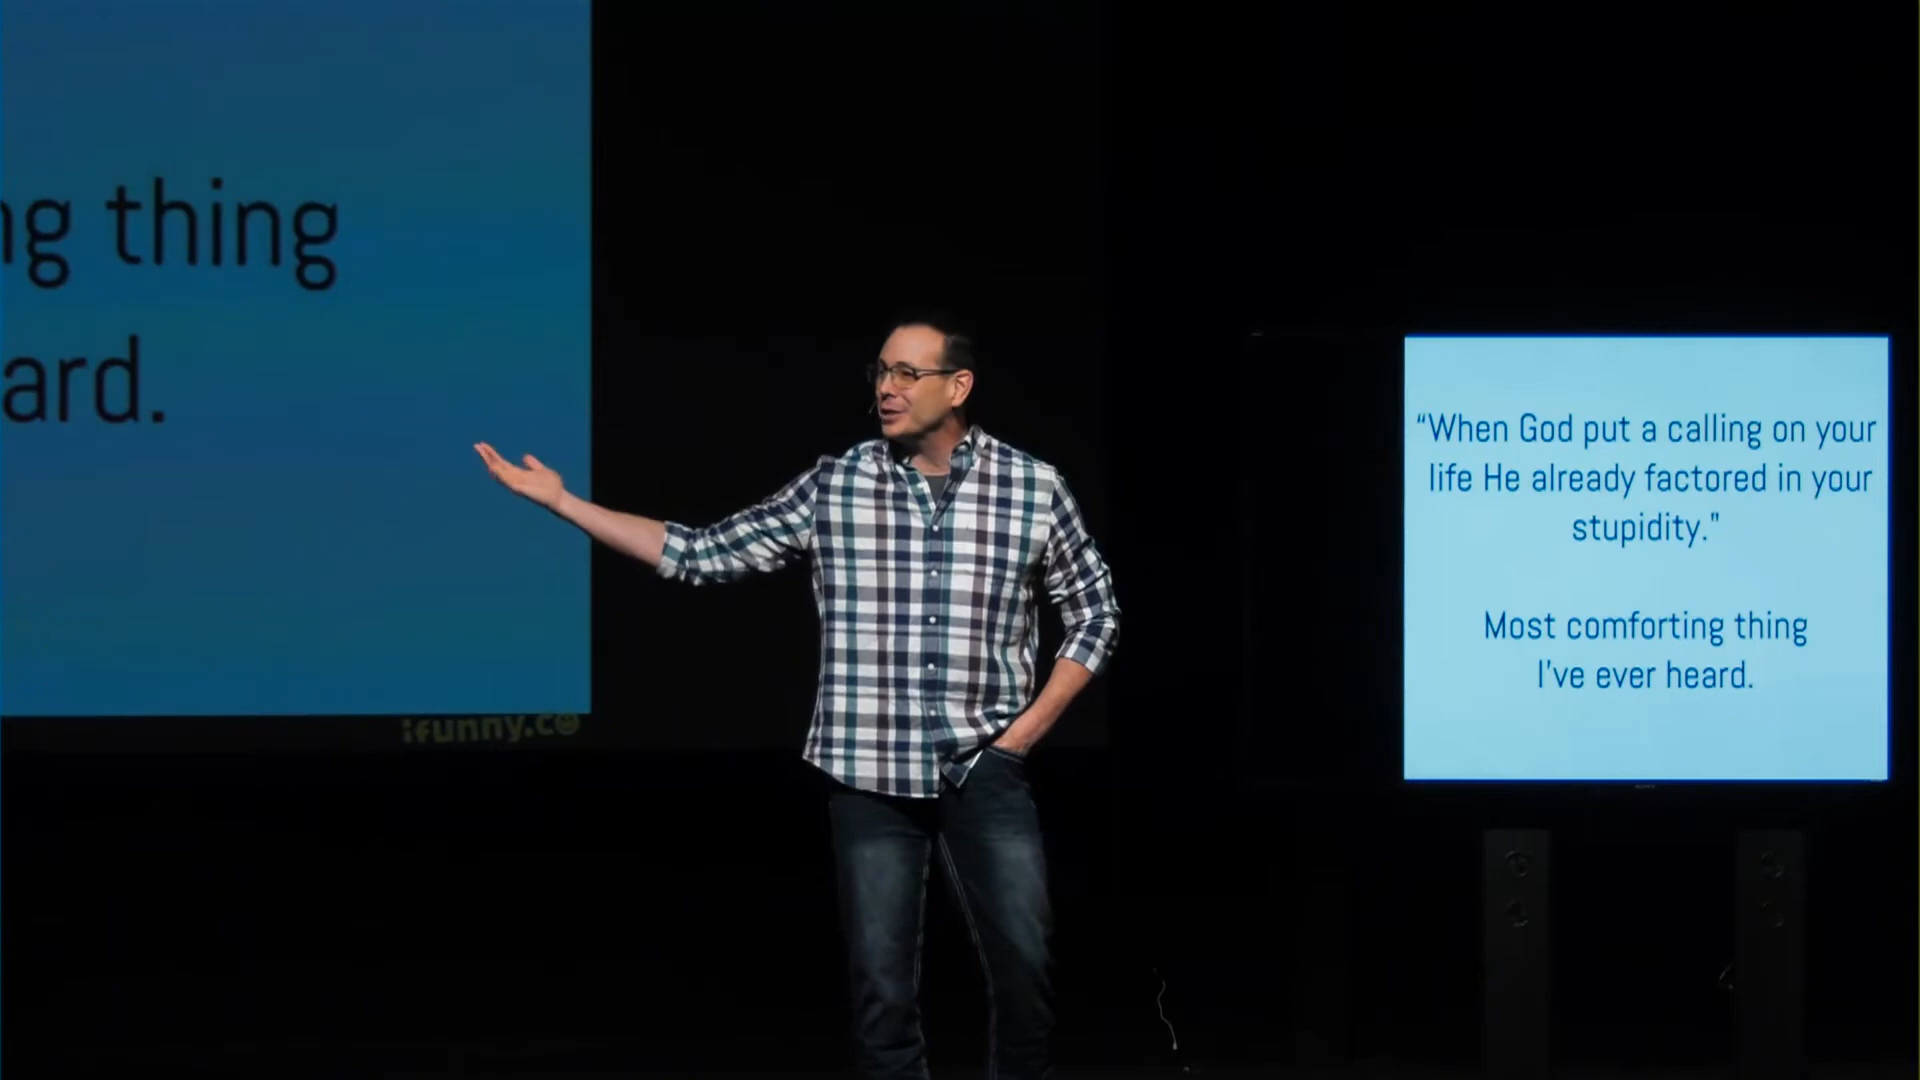 ng thing
ard.
ifunny.co
“When God put a calling on your
life He already factored in your
stupidity."
Most comforting thing
I've ever heard.